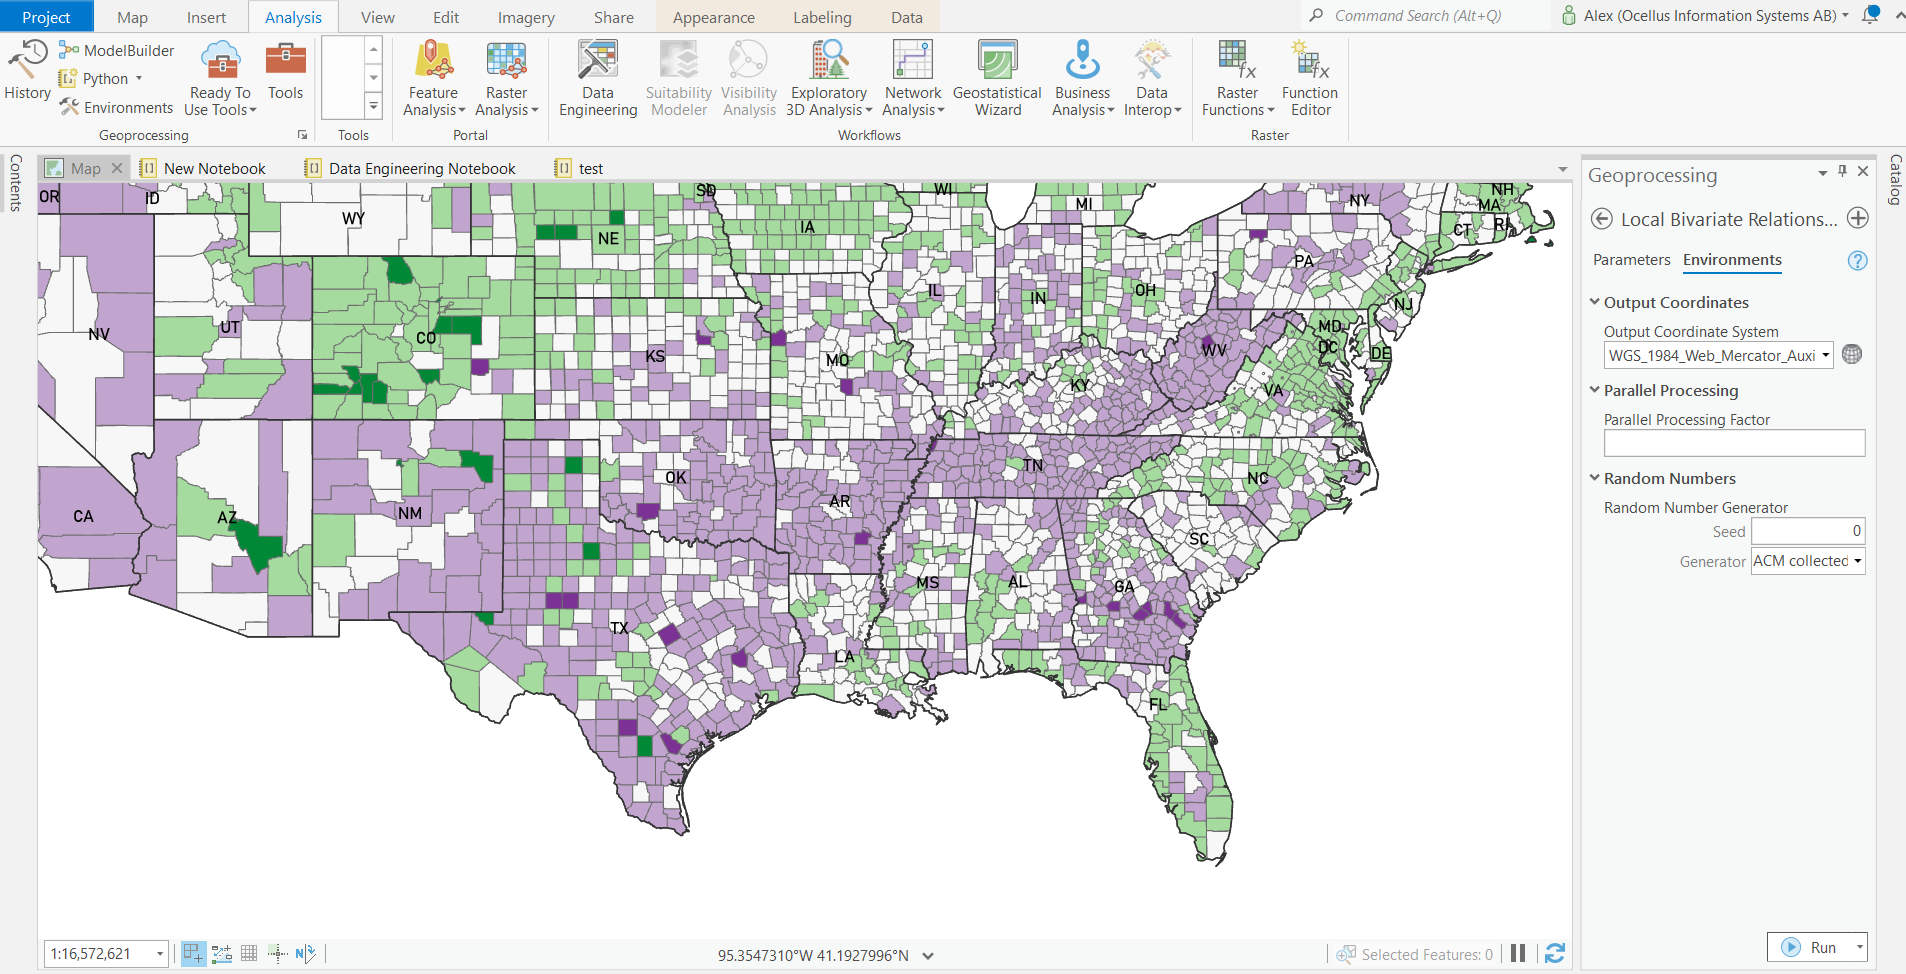 Project Map Insert Analysis View Edit Imagery Share Appearance Labeling Data Command Search (Alt+Q) Alex (Ocellus Information Systems AB)
History
ModelBuilder
Python
Environments
Ready To
Use Tools
Tools
Feature
Analysis
Raster
Analysis
Data
Engineering
Suitability
Modeler
Visibility
Analysis
Exploratory
3D Analysis
Network
Analysis
Geostatistical
Wizard
Business
Analysis
Data
Interop
Raster
Functions
Function
Editor
Geoprocessing Tools Portal Workflows Raster
Contents
Map New Notebook Data Engineering Notebook test
OR ID SD WI MI NY NH
WY NE IA MA
CT RI
PA
NV UT CO IL IN OH NJ
KS MO WV MD
DC DE
KY VA
CA AZ NM OK AR TN NC
SC
MS AL GA
TX LA
FL
1:16,572,621
95.3547310°W 41.1927996°N
Selected Features: 0
Geoprocessing
Local Bivariate Relations...
Parameters Environments
Output Coordinates
Output Coordinate System
WGS_1984_Web_Mercator_Auxi
Parallel Processing
Parallel Processing Factor
Random Numbers
Random Number Generator
Seed 0
Generator ACM collected
Run
Catalog